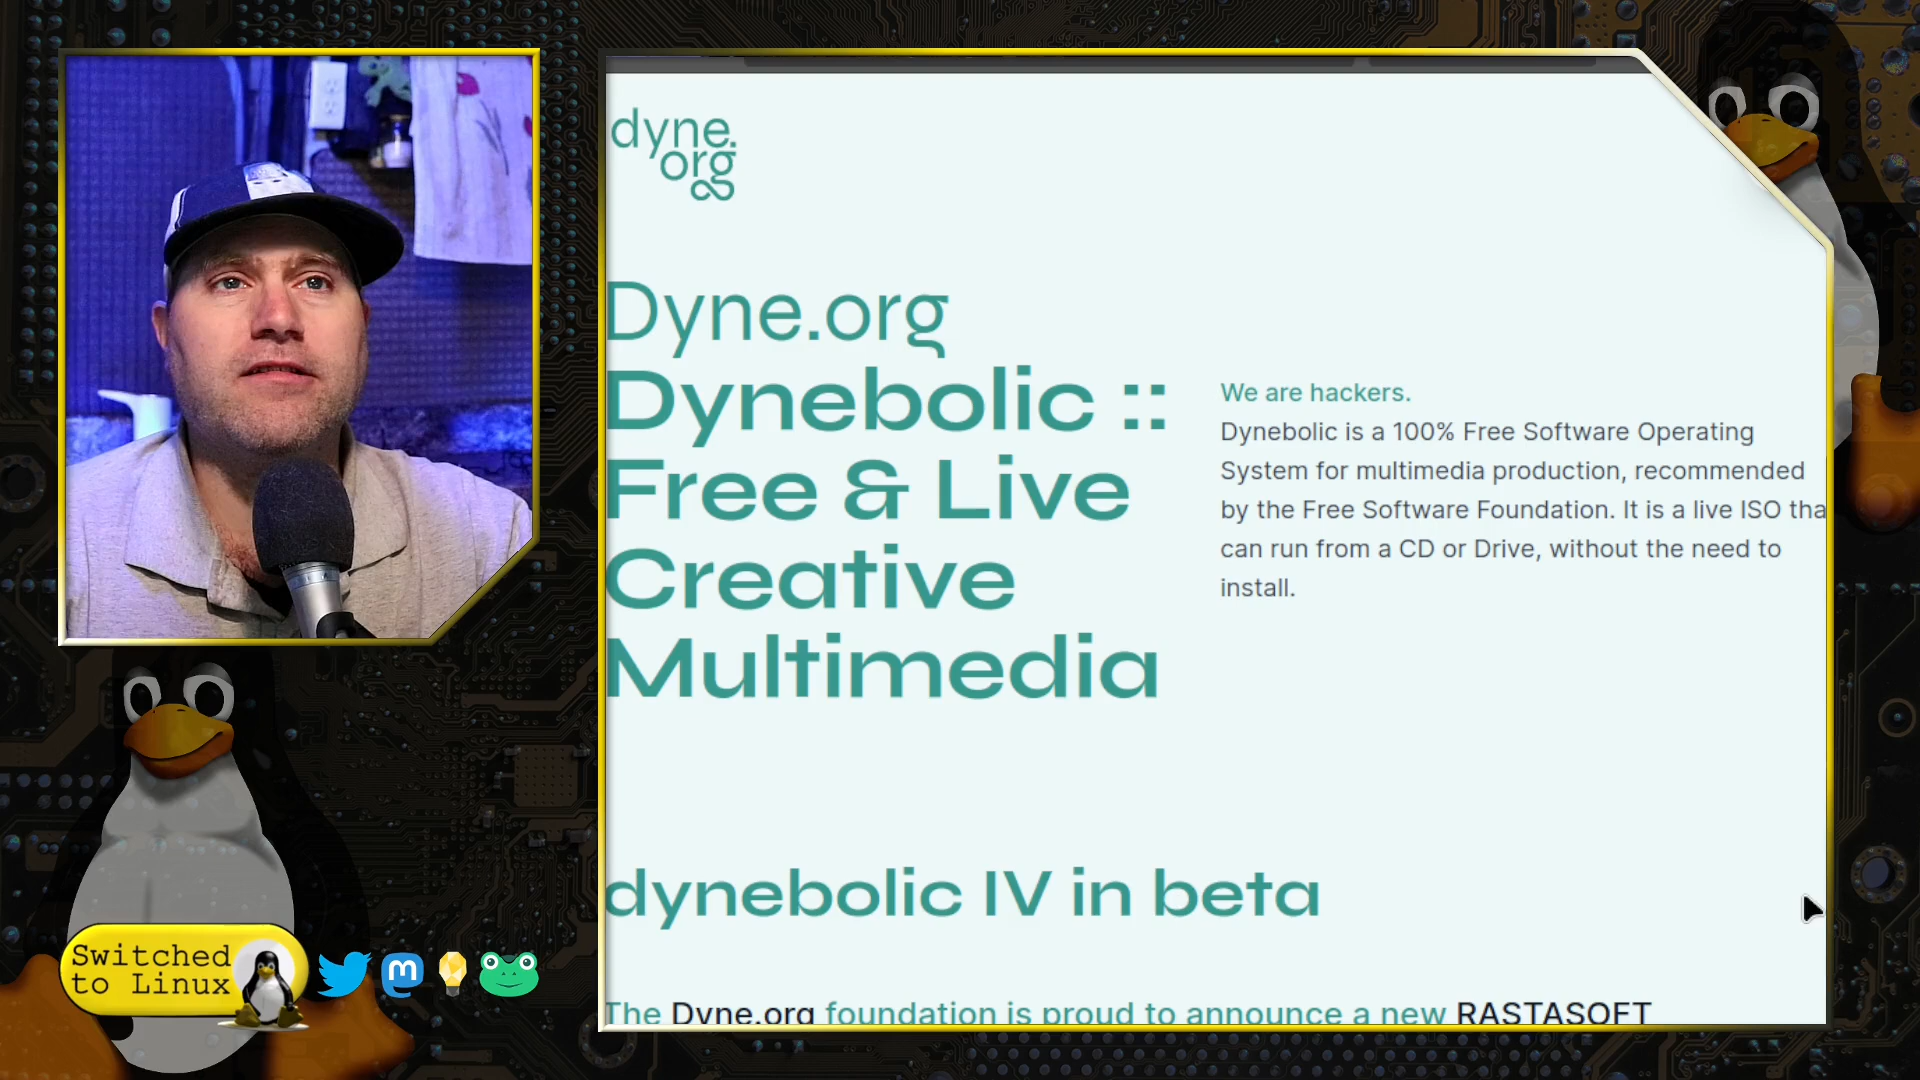 dyne.
org
Dyne.org
Dynebolic ::
Free & Live
Creative
Multimedia
We are hackers.
Dynebolic is a 100% Free Software Operating
System for multimedia production, recommended
by the Free Software Foundation. It is a live ISO tha
can run from a CD or Drive, without the need to
install.
dynebolic IV in beta
The Dyne.org foundation is proud to announce a new RASTASOFT
Switched
to Linux
m